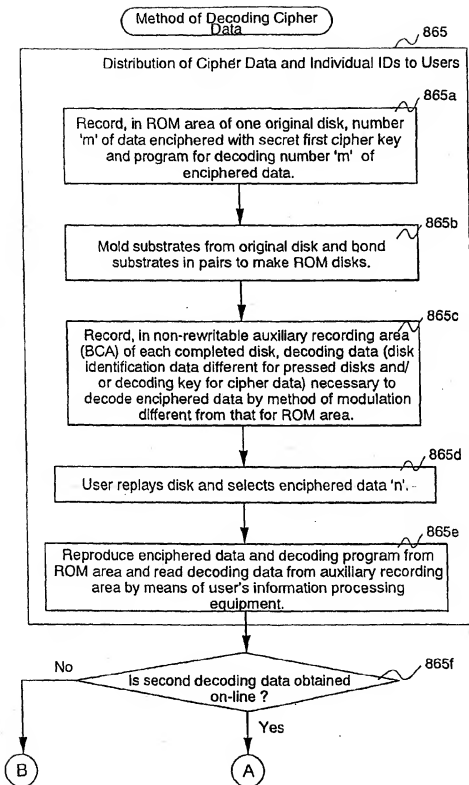 Method of Decoding Cipher
Data
865
Distribution of Cipher Data and Individual IDs to Users
865a
Record, in ROM area of one original disk, number
'm' of data enciphered with secret first cipher key
and program for decoding number 'm' of
enciphered data.
865b
Mold substrates from original disk and bond
substrates in pairs to make ROM disks.
865c
Record, in non-rewritable auxiliary recording area
(BCA) of each completed disk, decoding data (disk
identification data different for pressed disks and/
or decoding key for cipher data) necessary to
decode enciphered data by method of modulation
different from that for ROM area.
865d
User replays disk and selects enciphered data 'n'.
865e
Reproduce enciphered data and decoding program from
ROM area and read decoding data from auxiliary recording
area by means of user's information processing
equipment.
865f
No
Is second decoding data obtained
on-line ?
Yes
B
A